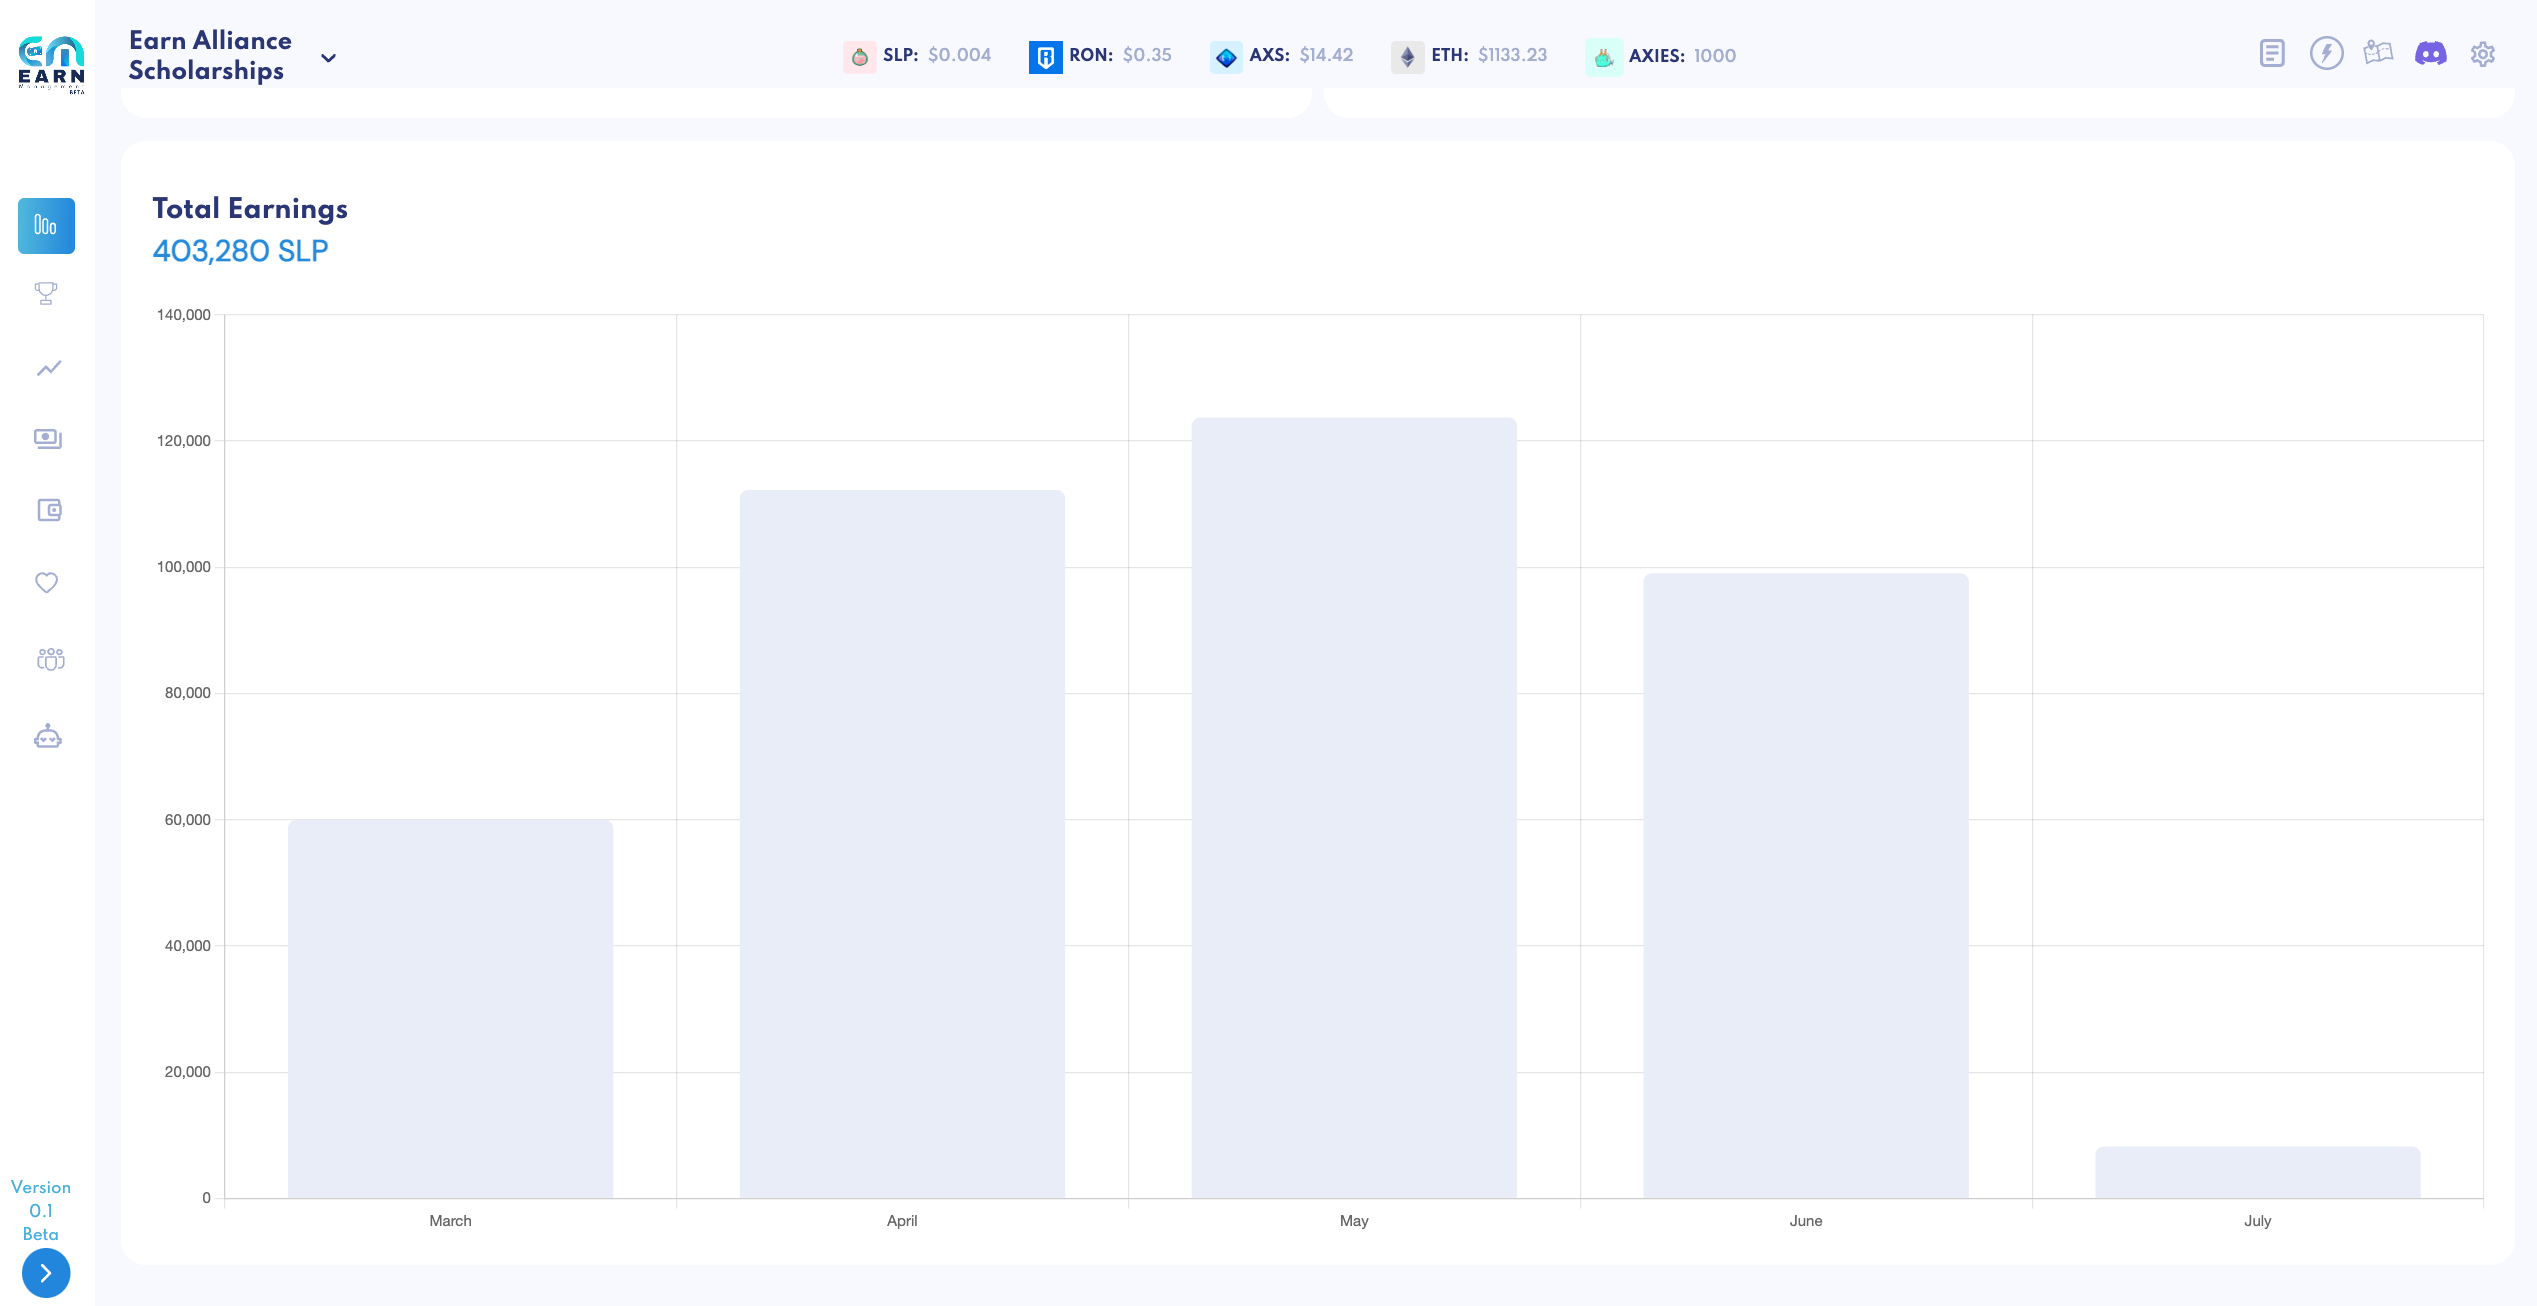 EARN
Management
BETA
Earn Alliance
Scholarships
SLP: $0.004
RON: $0.35
AXS: $14.42
ETH: $1133.23
AXIES: 1000
Total Earnings
403,280 SLP
140,000
120,000
100,000
80,000
60,000
40,000
20,000
0
March
April
May
June
July
Version
0.1
Beta